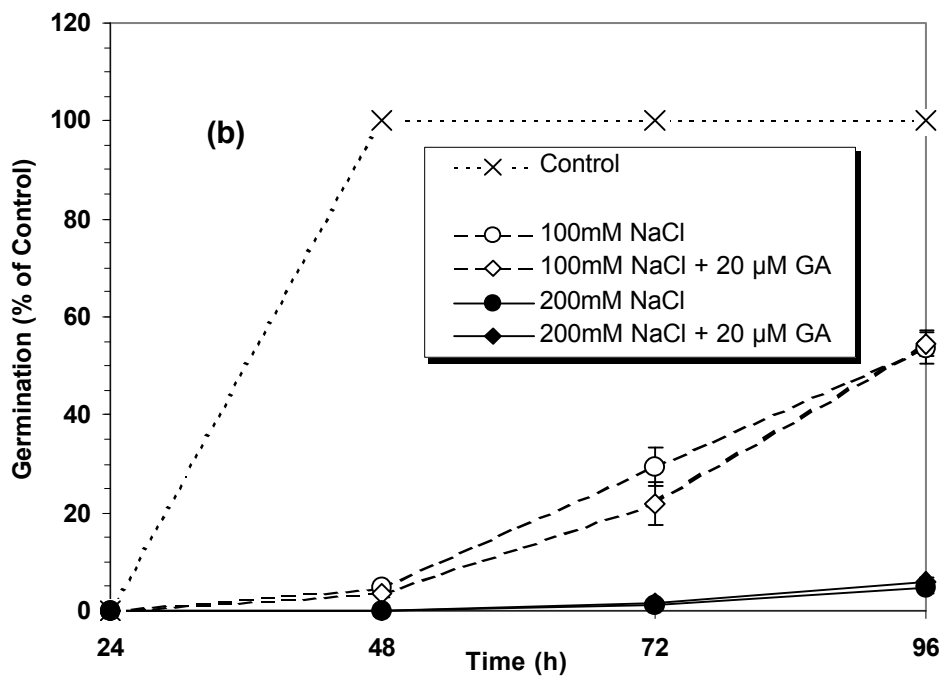 120
100
80
60
40
20
0
Germination (% of Control)
(b)
Control
100mM NaCl
100mM NaCl + 20 µM GA
200mM NaCl
200mM NaCl + 20 µM GA
24
48
72
96
Time (h)